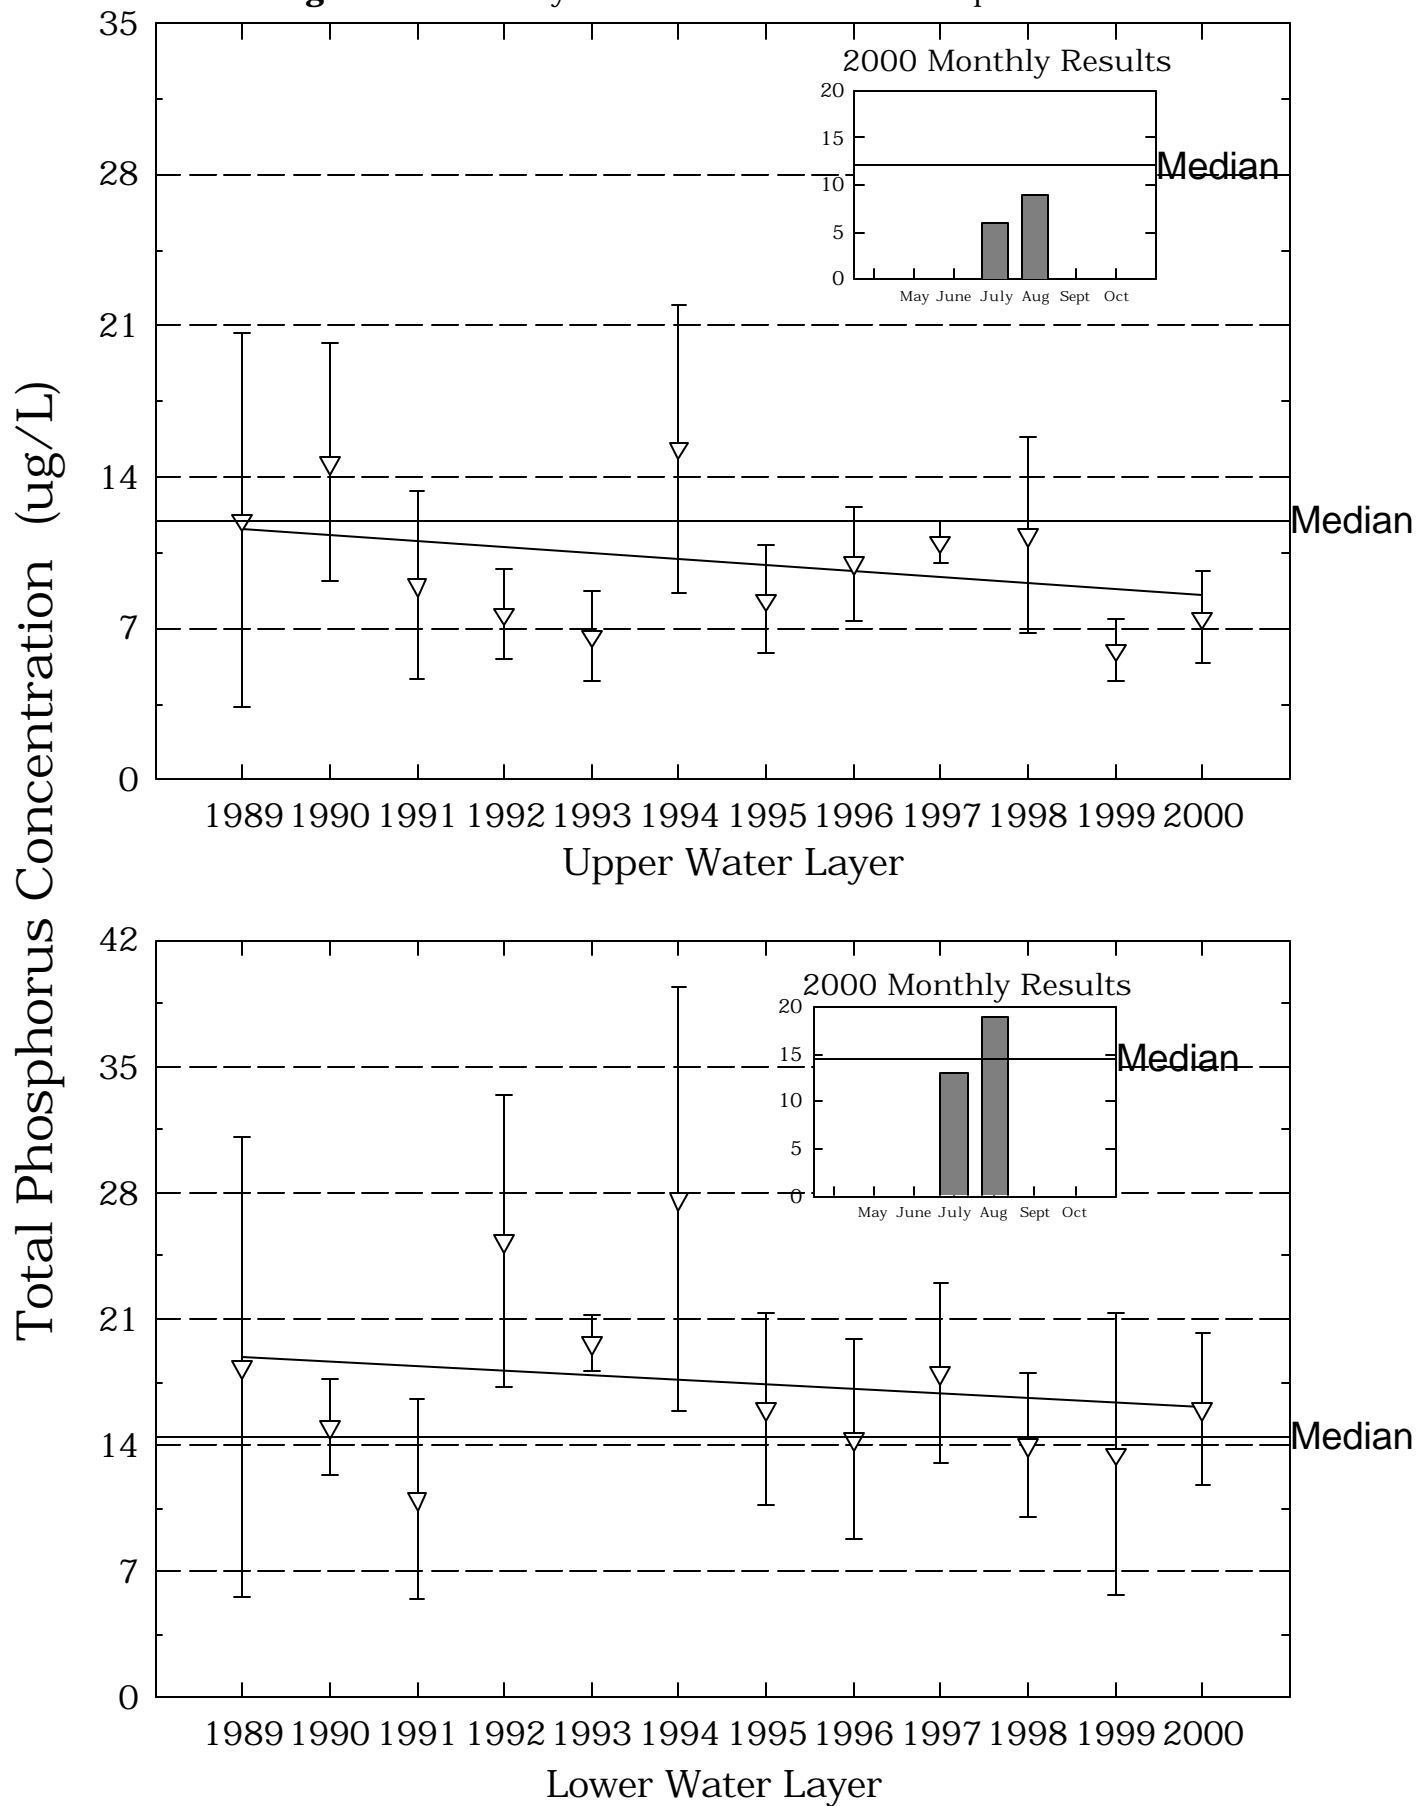 35
2000 Monthly Results
20
15
Median
28
10
5
0
May June July Aug Sept Oct
21
14
Median
7
0
1989 1990 1991 1992 1993 1994 1995 1996 1997 1998 1999 2000
Upper Water Layer
Total Phosphorus Concentration (ug/L)
42
2000 Monthly Results
20
15
Median
35
10
5
28
0
May June July Aug Sept Oct
21
14
Median
7
0
1989 1990 1991 1992 1993 1994 1995 1996 1997 1998 1999 2000
Lower Water Layer